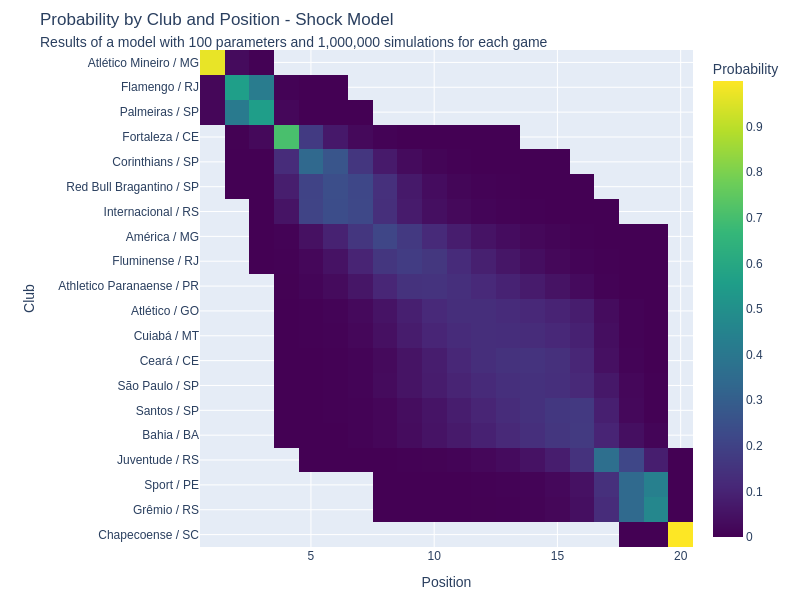 Probability by Club and Position - Shock Model
Results of a model with 100 parameters and 1,000,000 simulations for each game
Probability
Atlético Mineiro / MG
Flamengo / RJ
Palmeiras / SP
Fortaleza / CE
Corinthians / SP
Red Bull Bragantino / SP
Internacional / RS
América / MG
Fluminense / RJ
Athletico Paranaense / PR
Atlético / GO
Cuiabá / MT
Ceará / CE
São Paulo / SP
Santos / SP
Bahia / BA
Juventude / RS
Sport / PE
Grêmio / RS
Chapecoense / SC
Club
5
10
15
20
Position
0.9
0.8
0.7
0.6
0.5
0.4
0.3
0.2
0.1
0